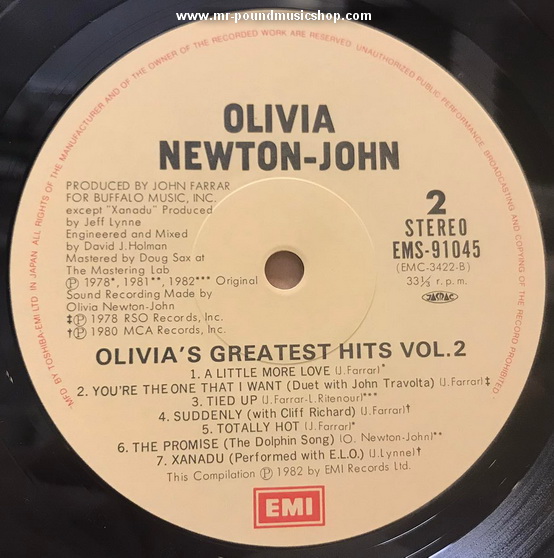 www.mr-poundmusicshop.com
MFD BY TOSHIBA-EMI LTD IN JAPAN ALL RIGHTS OF THE MANUFACTURER AND OF THE OWNER OF THE RECORDED WORK ARE RESERVED UNAUTHORIZED PUBLIC PERFORMANCE BROADCASTING AND COPYING OF THE RECORD PROHIBITED
OLIVIA
NEWTON-JOHN
PRODUCED BY JOHN FARRAR
FOR BUFFALO MUSIC, INC.
except "Xanadu" Produced
by Jeff Lynne
Engineered and Mixed
by David J.Holman
Mastered by Doug Sax at
The Mastering Lab
Ⓟ 1978*, 1981**, 1982*** Original
Sound Recording Made by
Olivia Newton-John
‡Ⓟ 1978 RSO Records, Inc.
†Ⓟ 1980 MCA Records, Inc.
2
STEREO
EMS-91045
(EMC-3422-B)
33⅓ r.p.m.
JASRAC
OLIVIA'S GREATEST HITS VOL.2
1. A LITTLE MORE LOVE (J.Farrar)*
2. YOU'RE THE ONE THAT I WANT (Duet with John Travolta) (J.Farrar)‡
3. TIED UP (J.Farrar-L.Ritenour)***
4. SUDDENLY (with Cliff Richard) (J.Farrar)†
5. TOTALLY HOT (J.Farrar)*
6. THE PROMISE (The Dolphin Song) (O. Newton-John)**
7. XANADU (Performed with E.L.O.) (J.Lynne)†
This Compilation Ⓟ 1982 by EMI Records Ltd.
EMI